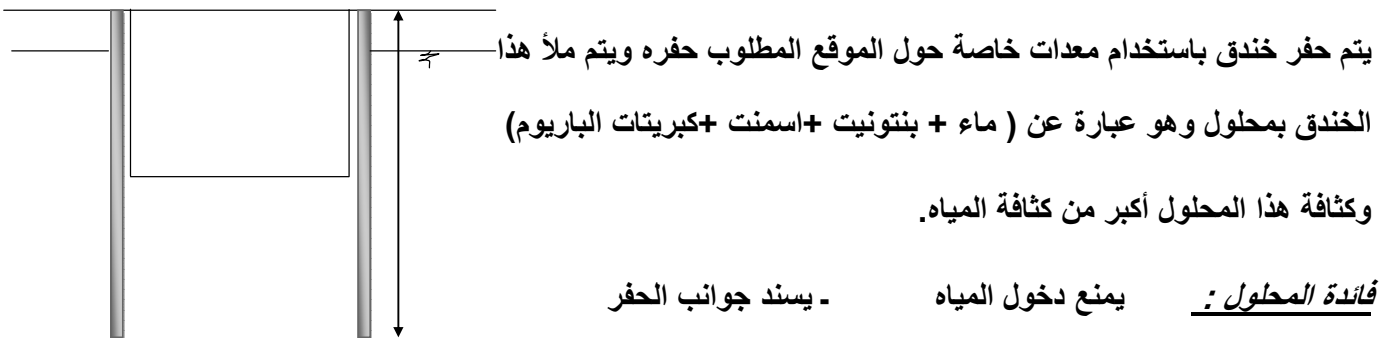 يتم حفر خندق باستخدام معدات خاصة حول الموقع المطلوب حفره ويتم ملأ هذا
الخندق بمحلول وهو عبارة عن ( ماء + بنتونيت +اسمنت +كبريتات الباريوم)
وكثافة هذا المحلول أكبر من كثافة المياه.
فائدة المحلول : يمنع دخول المياه - يسند جوانب الحفر